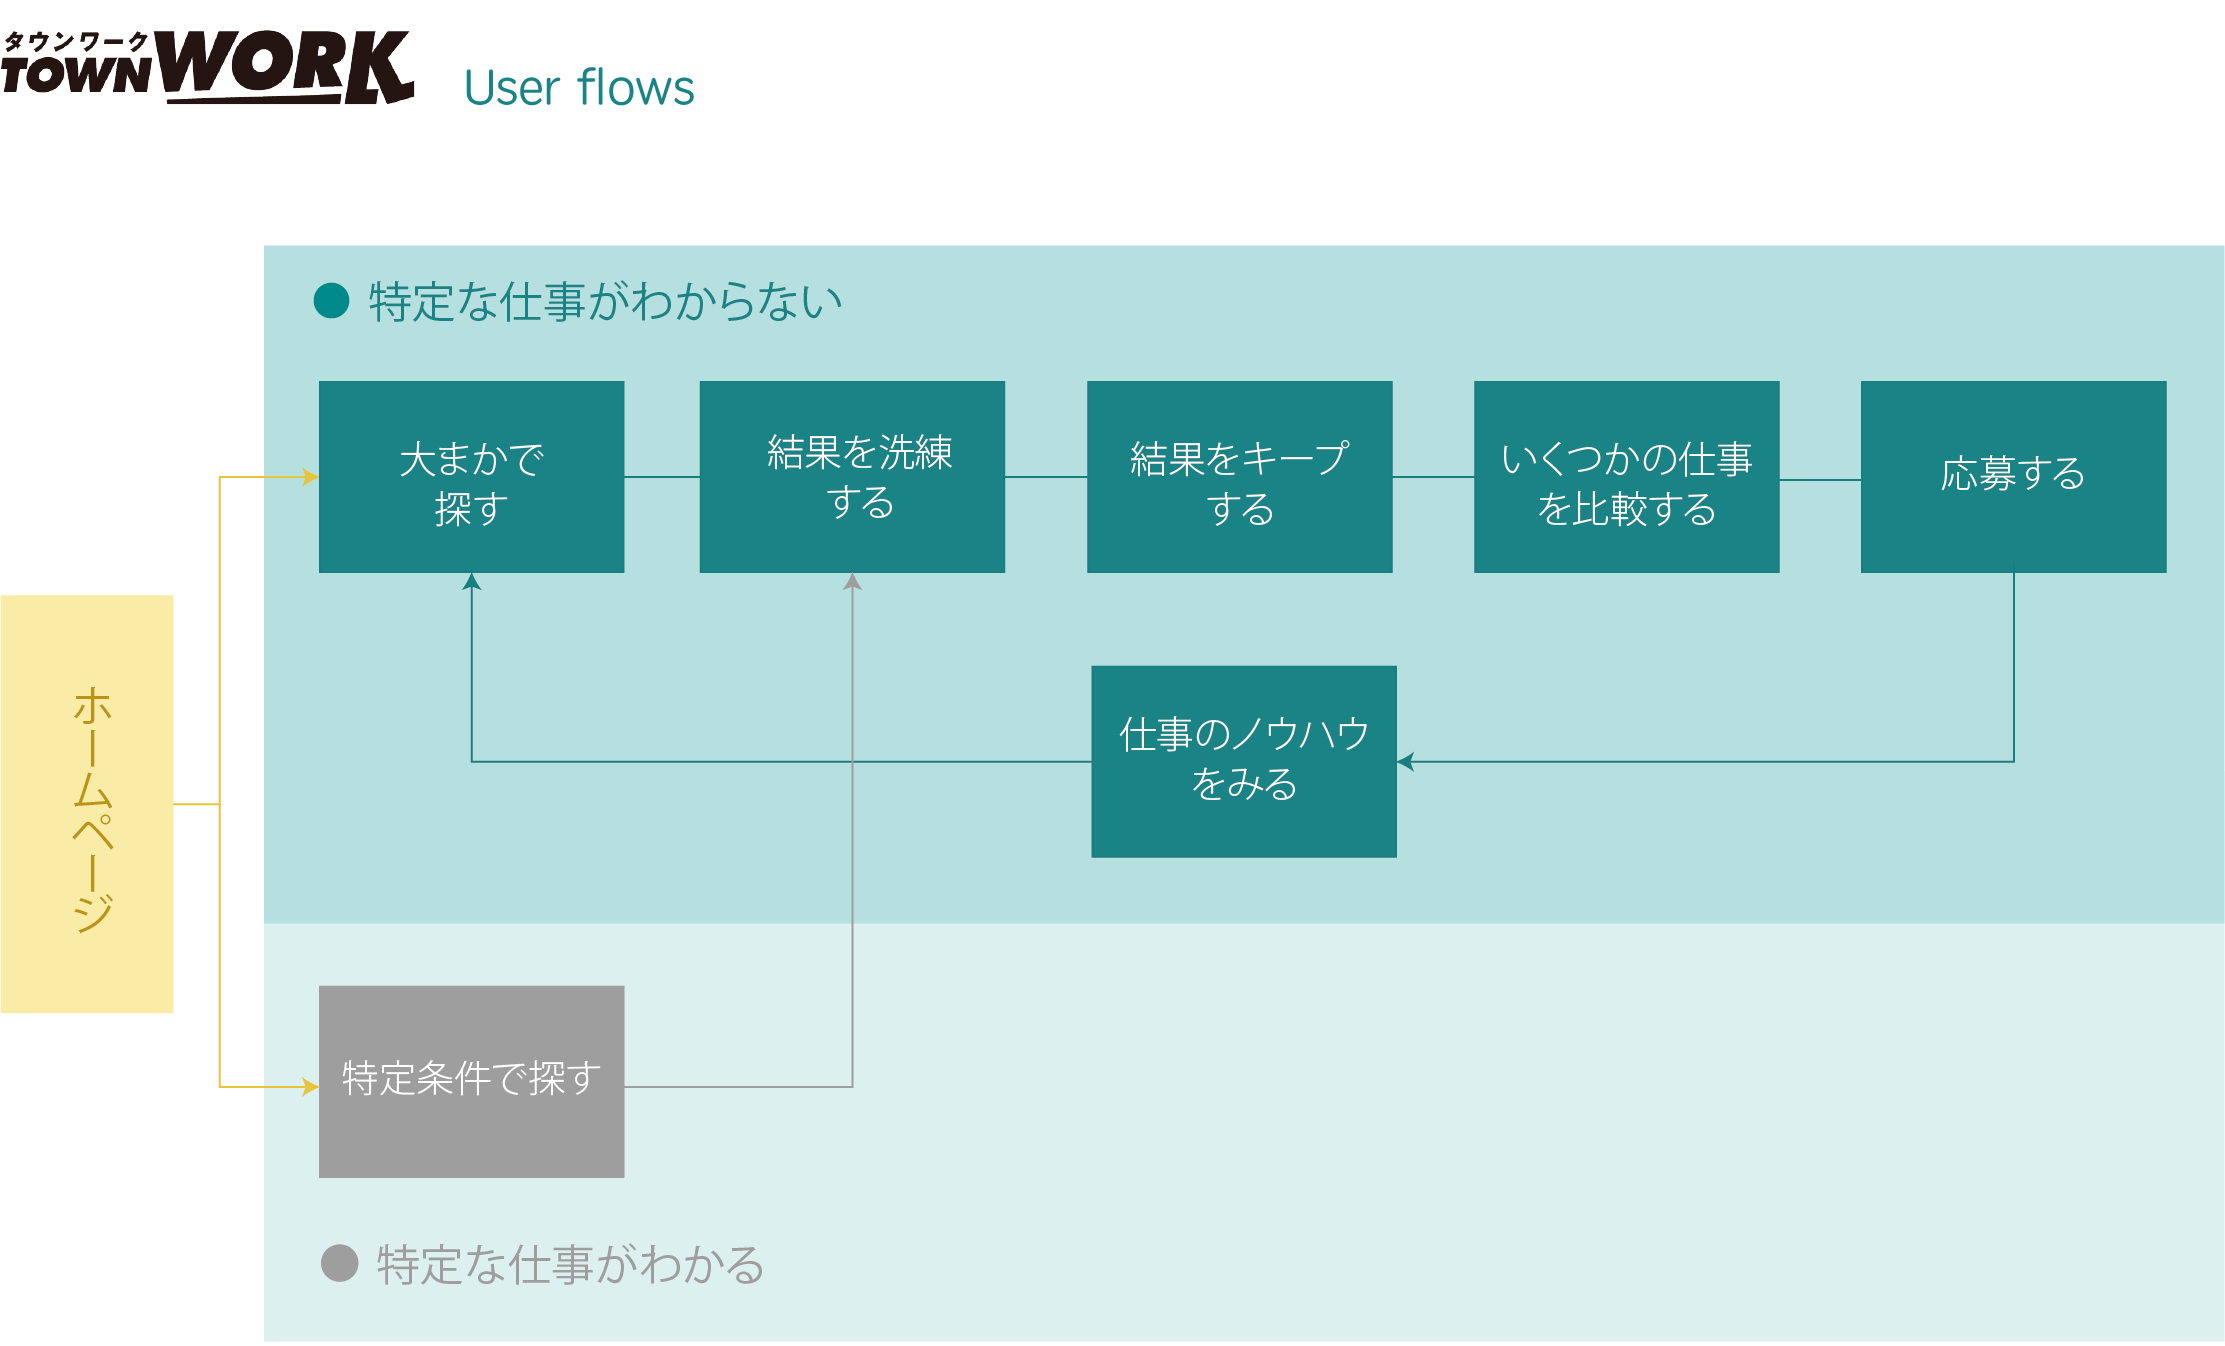 タウンワーク
TOWNWORK
User flows
特定な仕事がわからない
大まかで
探す
結果を洗練
する
結果をキープ
する
いくつかの仕事
を比較する
応募する
仕事のノウハウ
をみる
ホームページ
特定条件で探す
特定な仕事がわかる